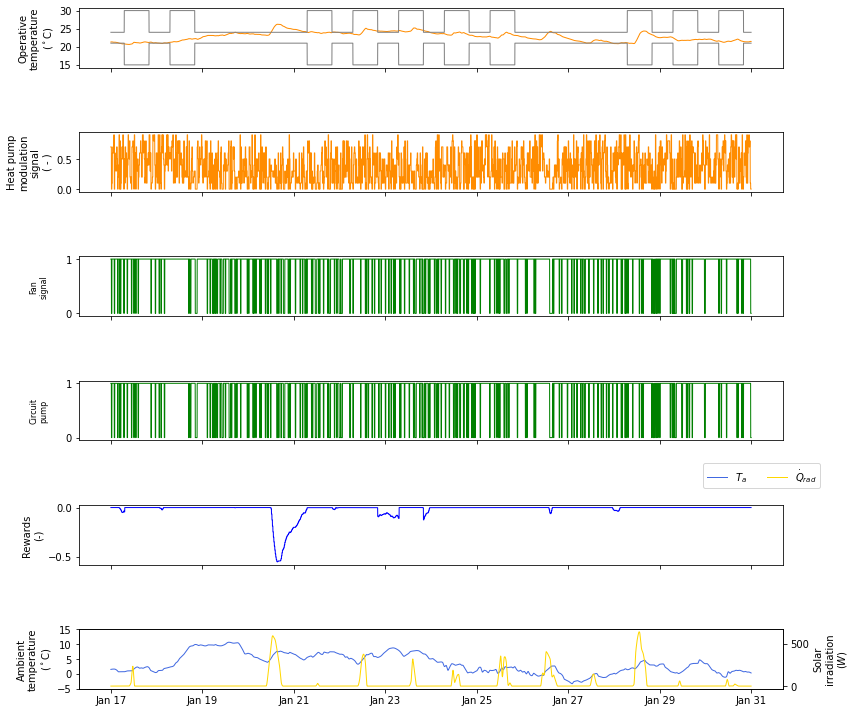 Operative
temperature
(°C)
30
25
20
15
Heat pump
modulation
signal
( - )
0.5
0.0
Fan
signal
1
0
Circuit
pump
1
0
T_a
Q̇_rad
Rewards
(-)
0.0
−0.5
Ambient
temperature
(°C)
15
10
5
0
−5
500
0
Solar
irradiation
(W)
Jan 17 Jan 19 Jan 21 Jan 23 Jan 25 Jan 27 Jan 29 Jan 31